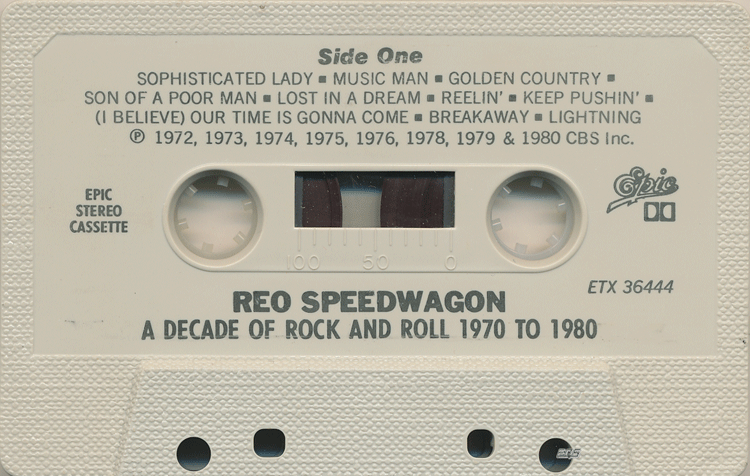 Side One
SOPHISTICATED LADY ▪ MUSIC MAN ▪ GOLDEN COUNTRY ▪
SON OF A POOR MAN ▪ LOST IN A DREAM ▪ REELIN' ▪ KEEP PUSHIN' ▪
(I BELIEVE) OUR TIME IS GONNA COME ▪ BREAKAWAY ▪ LIGHTNING
℗ 1972, 1973, 1974, 1975, 1976, 1978, 1979 & 1980 CBS Inc.
EPIC
STEREO
CASSETTE
Epic
100 50 0
ETX 36444
REO SPEEDWAGON
A DECADE OF ROCK AND ROLL 1970 TO 1980